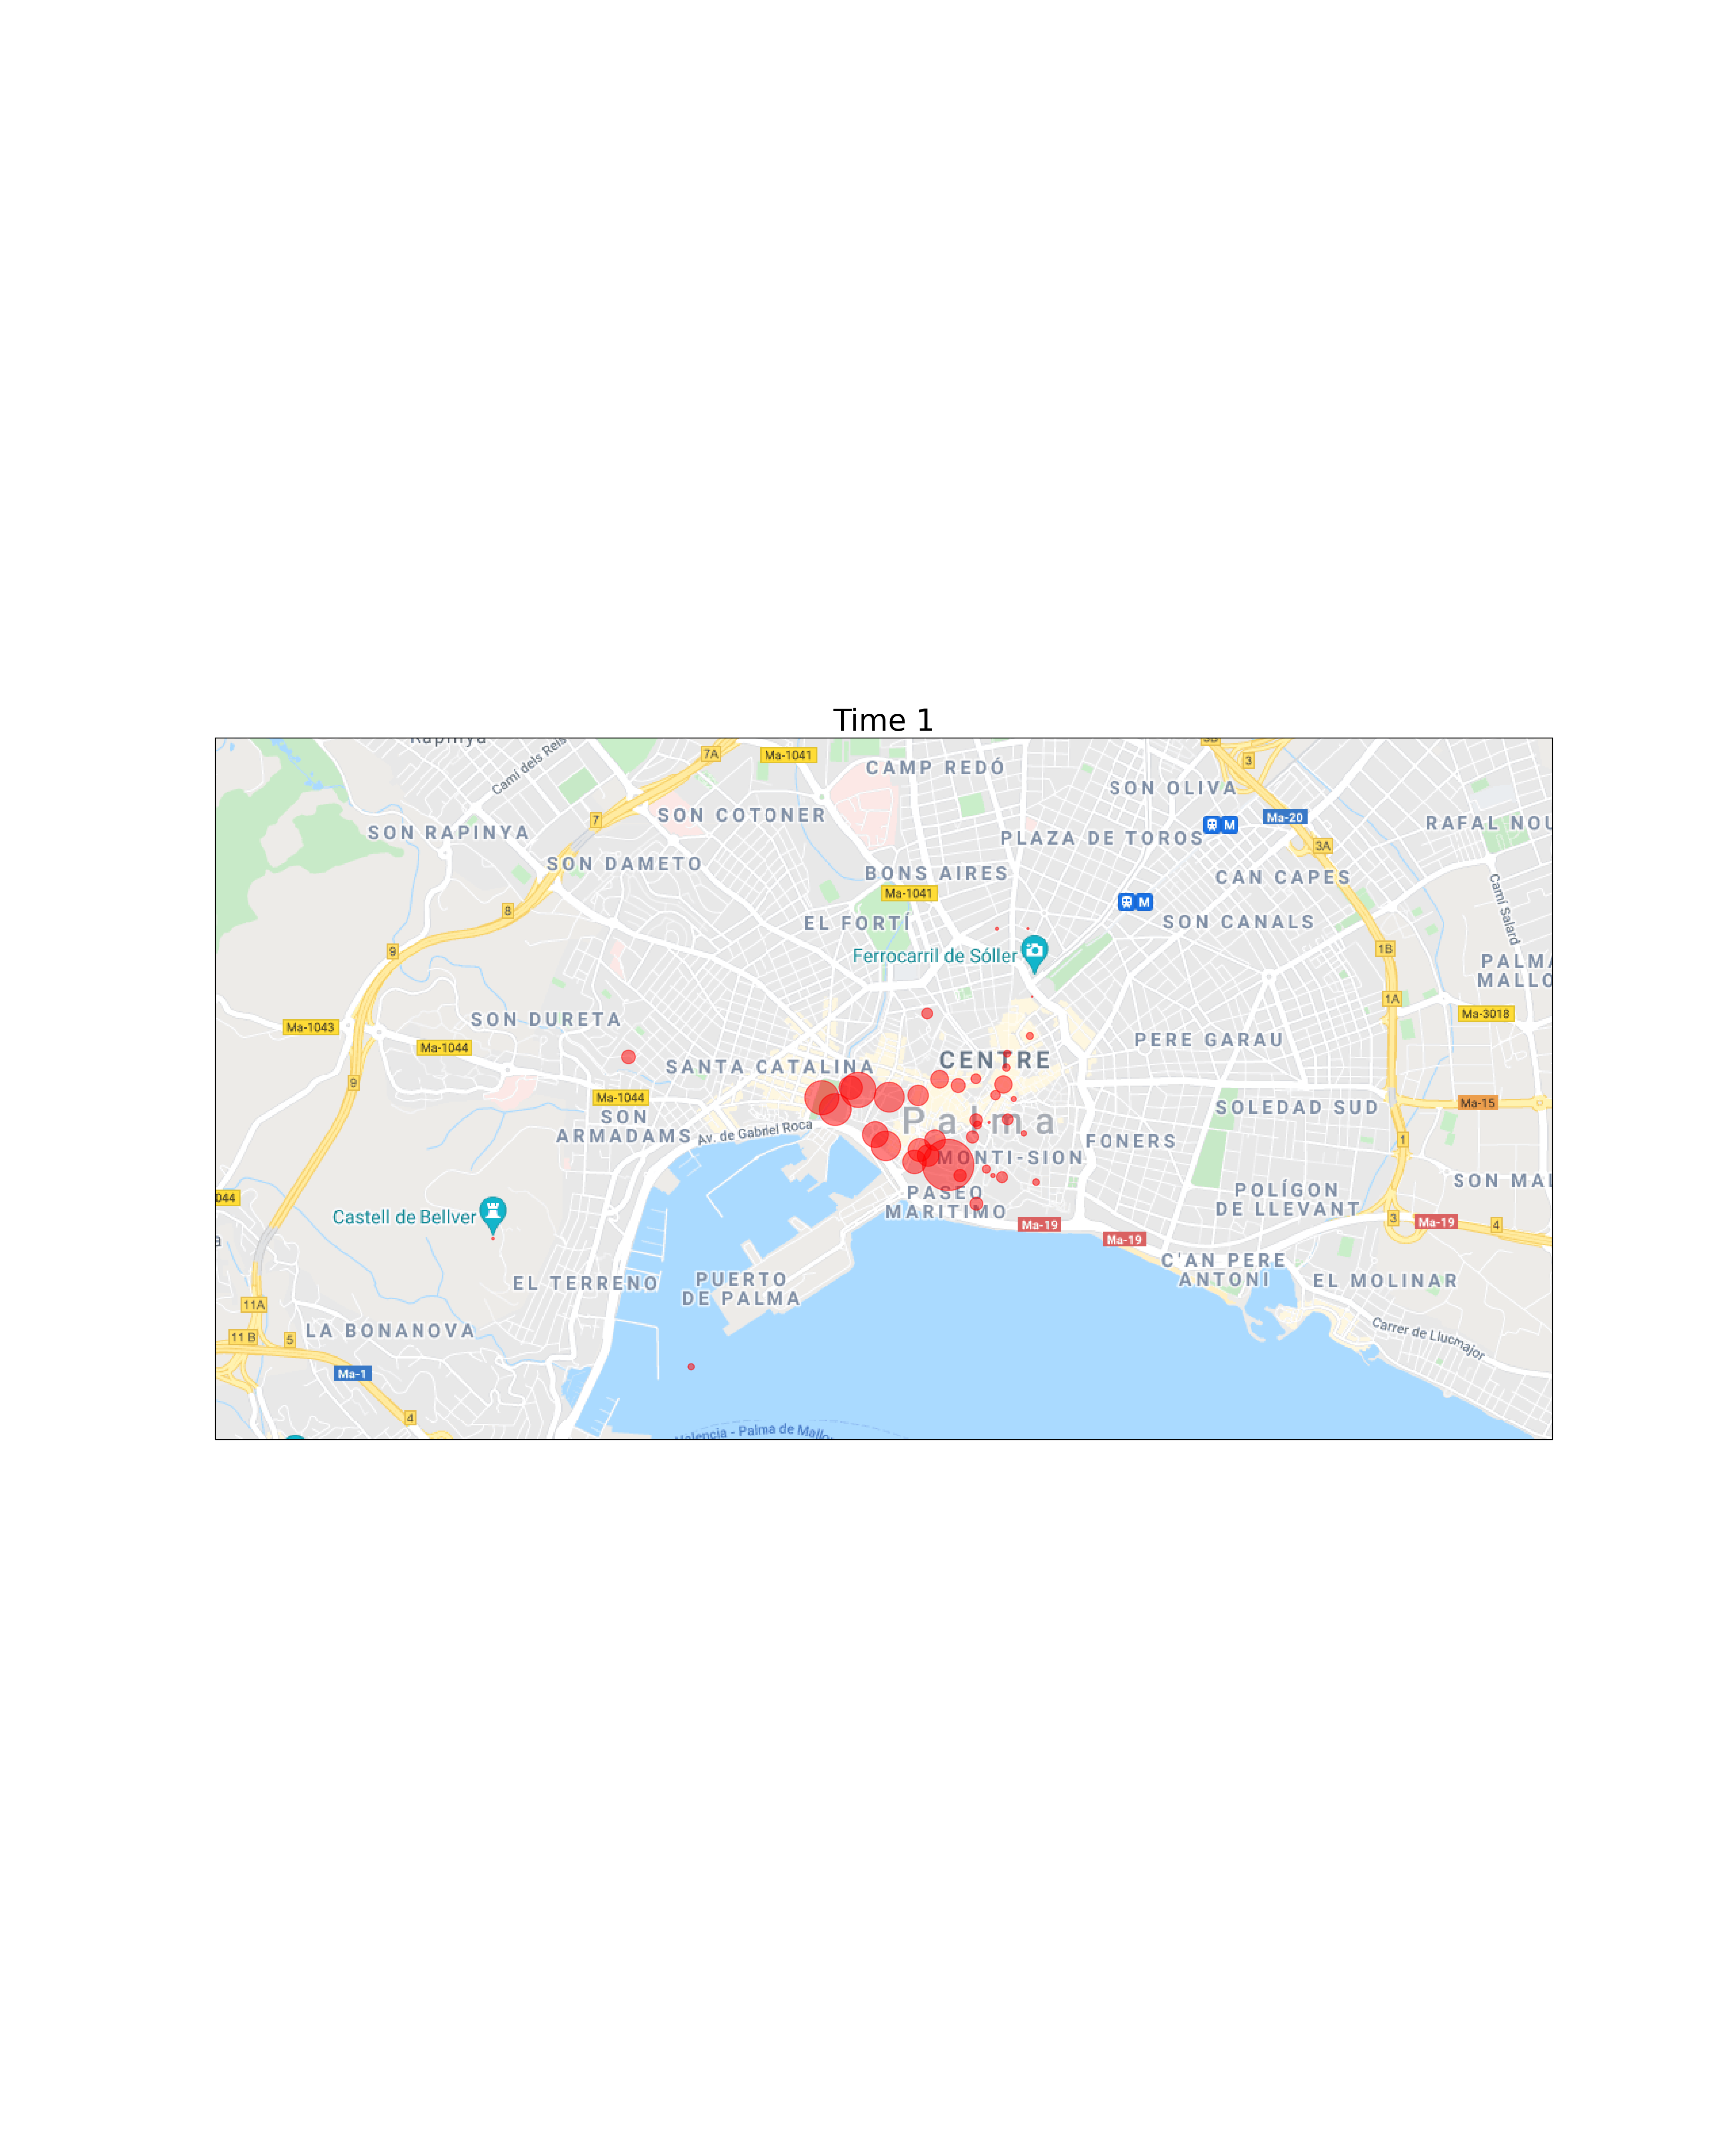 Time 1
Rapinya
Camí dels Reis
7A
Ma-1041
CAMP REDÓ
3B
3
SON OLIVA
SON COTONER
7
Ma-20
M
SON RAPINYA
RAFAL NOU
PLAZA DE TOROS
3A
SON DAMETO
BONS AIRES
CAN CAPES
Ma-1041
Camí Salard
M
8
EL FORTÍ
SON CANALS
9
1B
Ferrocarril de Sóller
PALMA
MALLO
1A
Ma-3018
SON DURETA
Ma-1043
PERE GARAU
Ma-1044
CENTRE
SANTA CATALINA
9
Ma-1044
SOLEDAD SUD
Ma-15
SON
ARMADAMS
Palma
Av. de Gabriel Roca
FONERS
1
MONTI-SION
SON MAI
044
PASEO
MARITIMO
POLÍGON
DE LLEVANT
Castell de Bellver
Ma-19
3
Ma-19
4
Ma-19
a
C'AN PERE
ANTONI
EL TERRENO
PUERTO
DE PALMA
EL MOLINAR
11A
LA BONANOVA
11 B
5
Carrer de Llucmajor
Ma-1
4
Valencia - Palma de Mallor